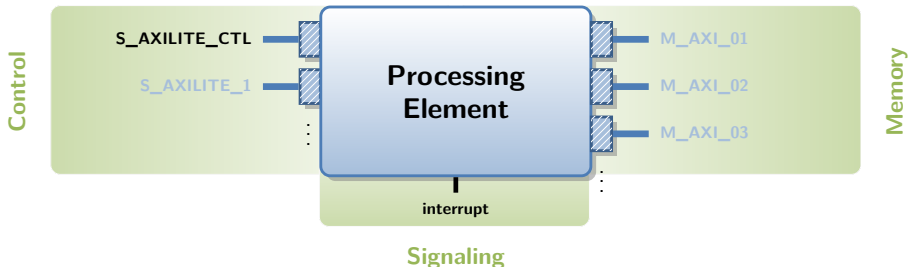 Control
S_AXILITE_CTL
S_AXILITE_1
⋮
Processing
Element
interrupt
Signaling
M_AXI_01
M_AXI_02
M_AXI_03
⋮
Memory